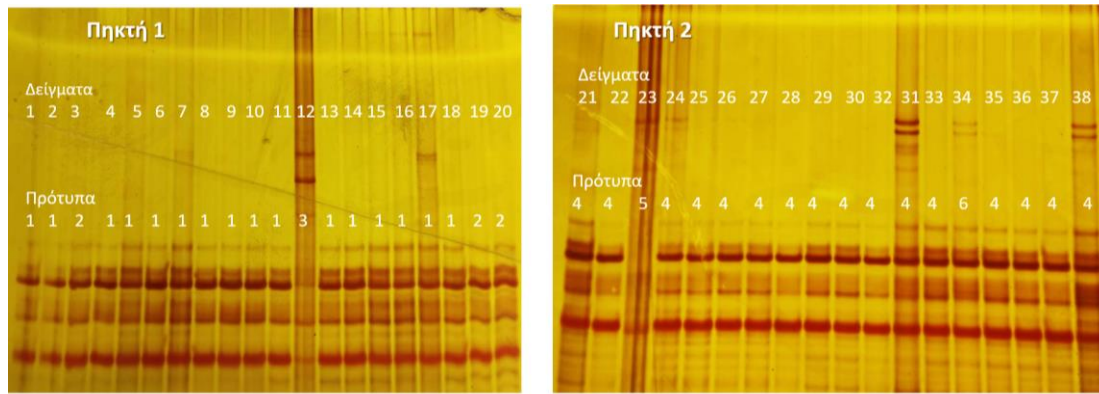 Πηκτή 1
Δείγματα
1 2 3 4 5 6 7 8 9 10 11 12 13 14 15 16 17 18 19 20
Πρότυπα
1 1 2 1 1 1 1 1 1 1 1 3 1 1 1 1 1 1 2 2
Πηκτή 2
Δείγματα
21 22 23 24 25 26 27 28 29 30 32 31 33 34 35 36 37 38
Πρότυπα
4 4 5 4 4 4 4 4 4 4 4 4 4 6 4 4 4 4